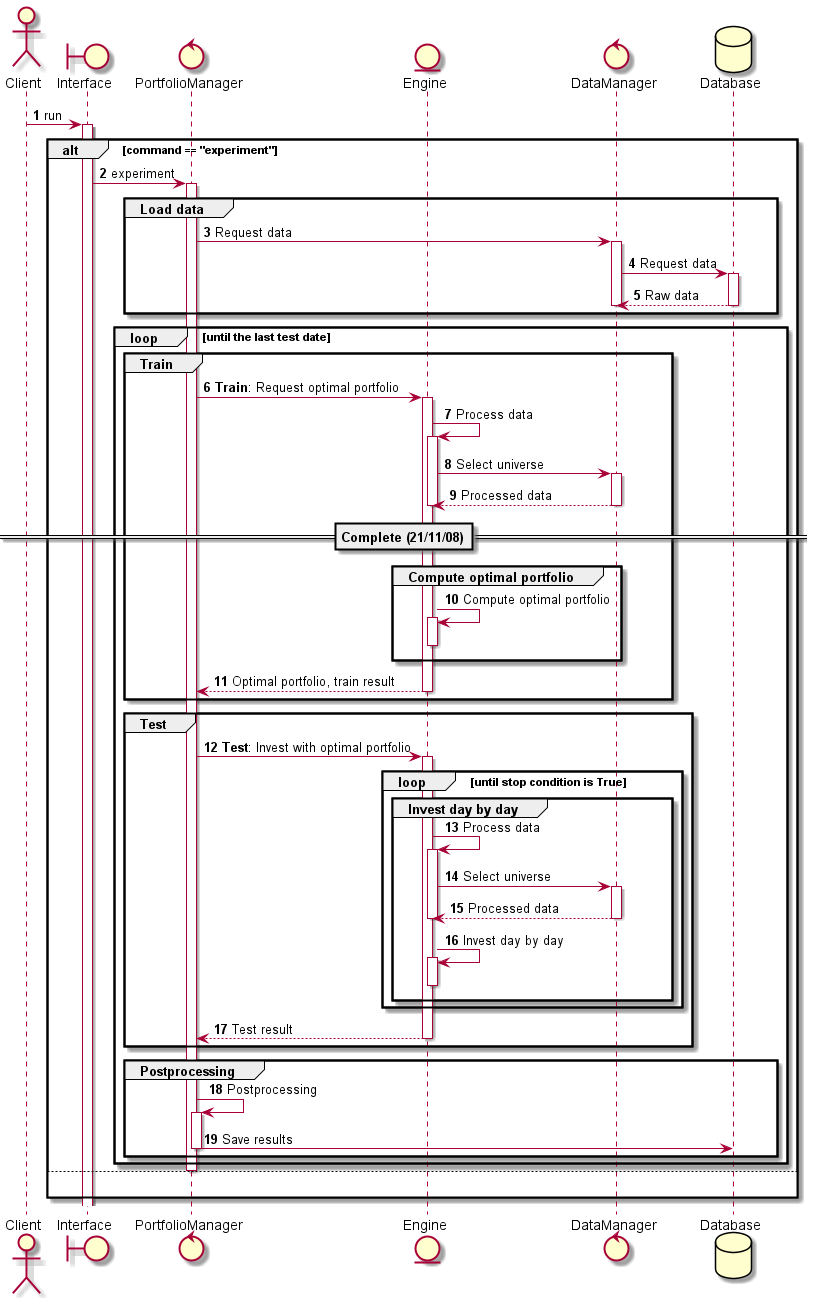 Client Interface PortfolioManager Engine DataManager Database
1 run
alt [command == "experiment"]
2 experiment
Load data
3 Request data
4 Request data
5 Raw data
loop [until the last test date]
Train
6 Train: Request optimal portfolio
7 Process data
8 Select universe
9 Processed data
Complete (21/11/08)
Compute optimal portfolio
10 Compute optimal portfolio
11 Optimal portfolio, train result
Test
12 Test: Invest with optimal portfolio
loop [until stop condition is True]
Invest day by day
13 Process data
14 Select universe
15 Processed data
16 Invest day by day
17 Test result
Postprocessing
18 Postprocessing
19 Save results
Client Interface PortfolioManager Engine DataManager Database